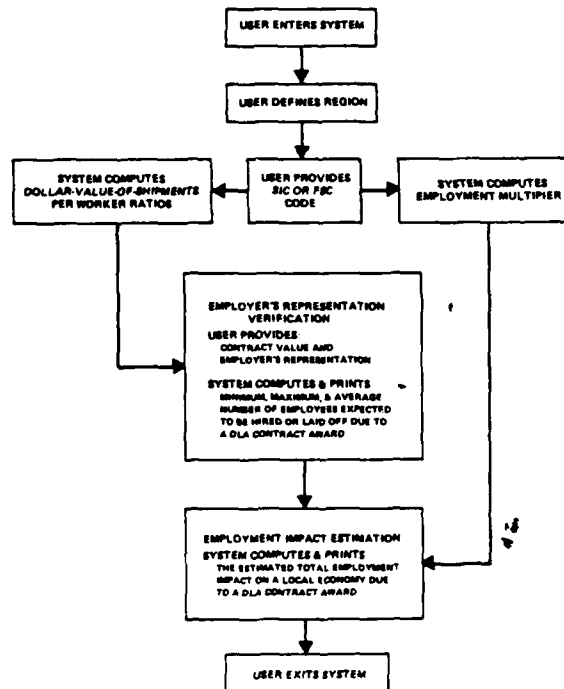 USER ENTERS SYSTEM
USER DEFINES REGION
SYSTEM COMPUTES
DOLLAR-VALUE-OF-SHIPMENTS
PER WORKER RATIOS
USER PROVIDES
SIC OR FSC
CODE
SYSTEM COMPUTES
EMPLOYMENT MULTIPLIER
EMPLOYER'S REPRESENTATION
VERIFICATION
USER PROVIDES
CONTRACT VALUE AND
EMPLOYER'S REPRESENTATION
SYSTEM COMPUTES & PRINTS
MINIMUM, MAXIMUM, & AVERAGE
NUMBER OF EMPLOYEES EXPECTED
TO BE HIRED OR LAID OFF DUE TO
A DLA CONTRACT AWARD
EMPLOYMENT IMPACT ESTIMATION
SYSTEM COMPUTES & PRINTS
THE ESTIMATED TOTAL EMPLOYMENT
IMPACT ON A LOCAL ECONOMY DUE
TO A DLA CONTRACT AWARD
USER EXITS SYSTEM